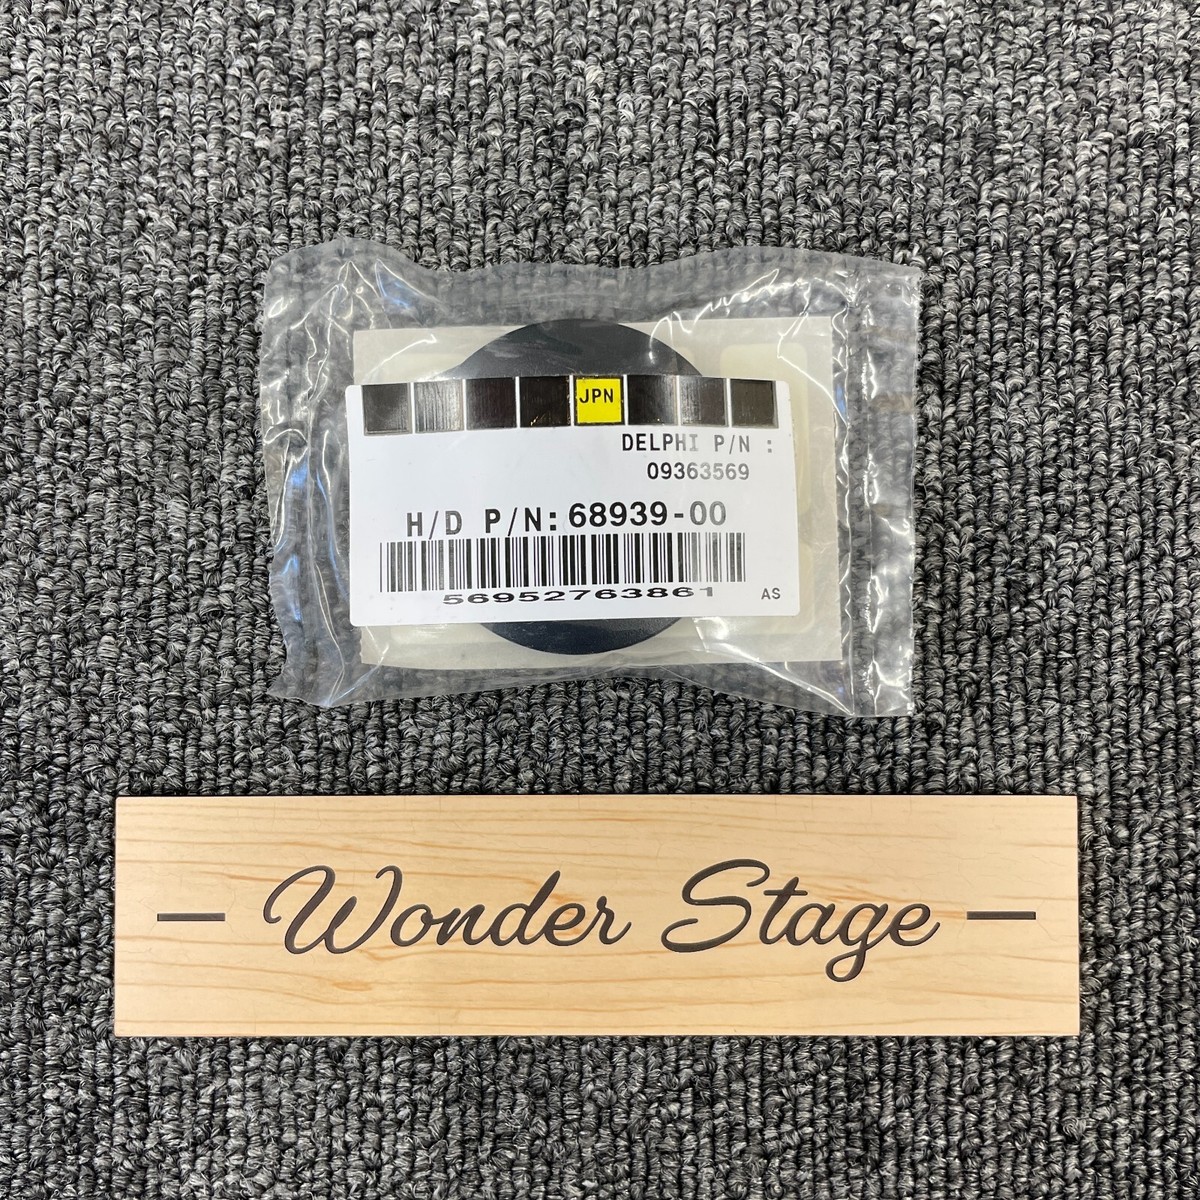 JPN
DELPHI P/N :
09363569
H/D P/N: 68939-00
56952763861
AS
— Wonder Stage —